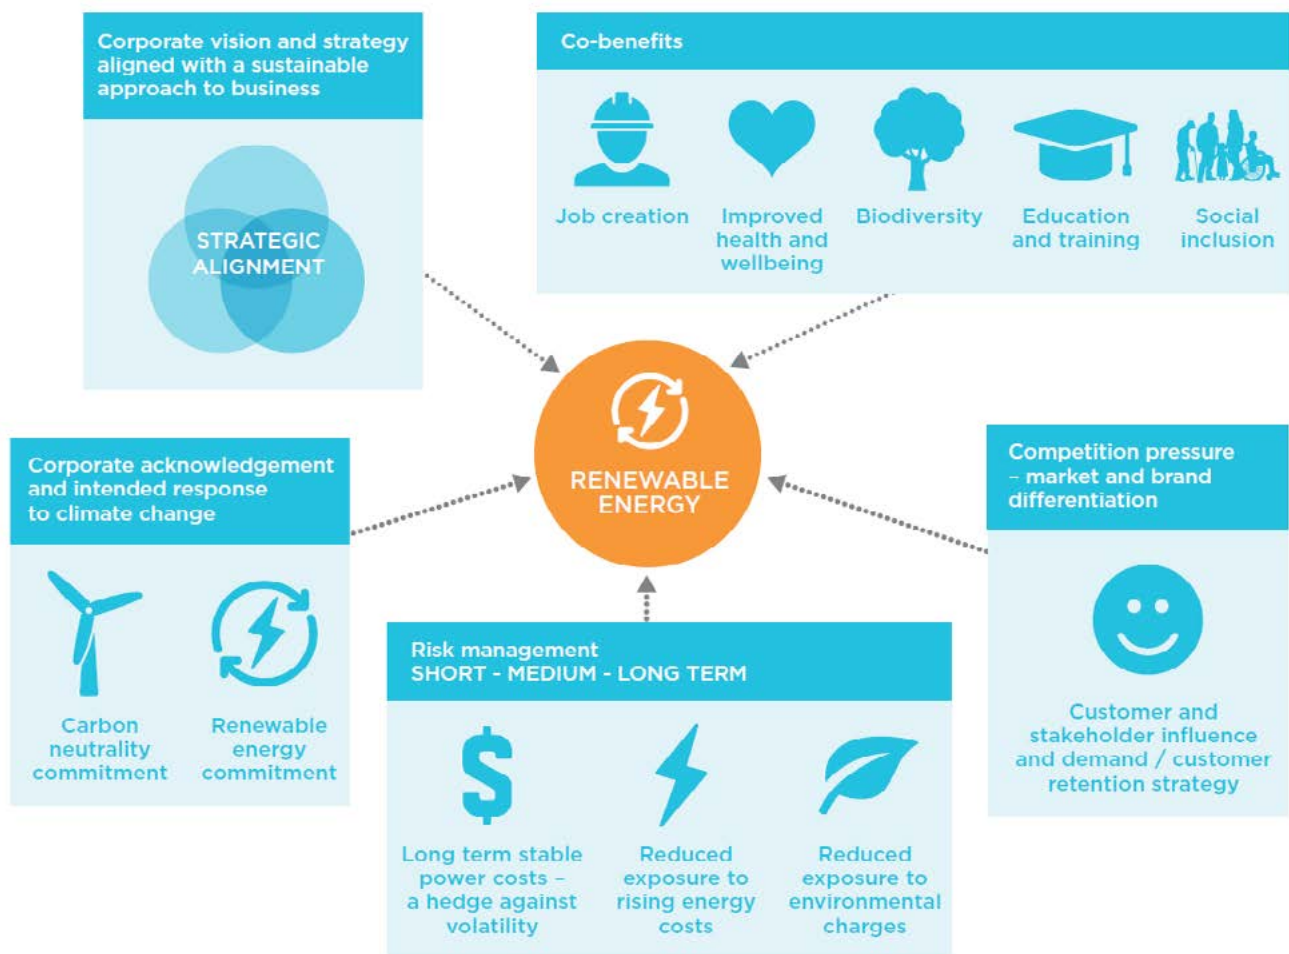 Corporate vision and strategy
aligned with a sustainable
approach to business
STRATEGIC
ALIGNMENT
Co-benefits
Job creation
Improved
health and
wellbeing
Biodiversity
Education
and training
Social
inclusion
RENEWABLE
ENERGY
Corporate acknowledgement
and intended response
to climate change
Carbon
neutrality
commitment
Renewable
energy
commitment
Risk management
SHORT - MEDIUM - LONG TERM
Long term stable
power costs –
a hedge against
volatility
Reduced
exposure to
rising energy
costs
Reduced
exposure to
environmental
charges
Competition pressure
– market and brand
differentiation
Customer and
stakeholder influence
and demand / customer
retention strategy